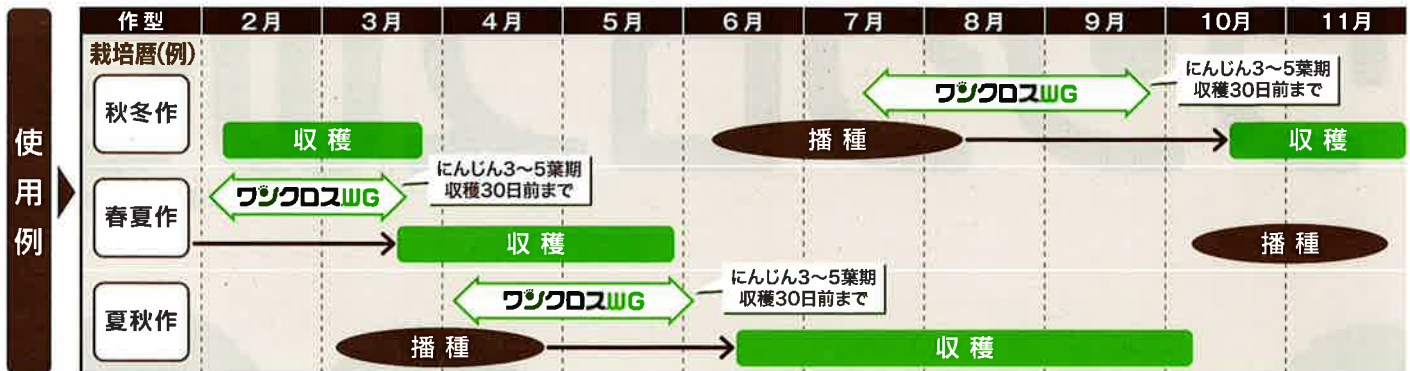 使用例
作型 2月 3月 4月 5月 6月 7月 8月 9月 10月 11月
栽培暦(例)
秋冬作
ワンクロスWG
にんじん3〜5葉期
収穫30日前まで
収穫
播種
収穫
春夏作
ワンクロスWG
にんじん3〜5葉期
収穫30日前まで
収穫
播種
夏秋作
ワンクロスWG
にんじん3〜5葉期
収穫30日前まで
播種
収穫